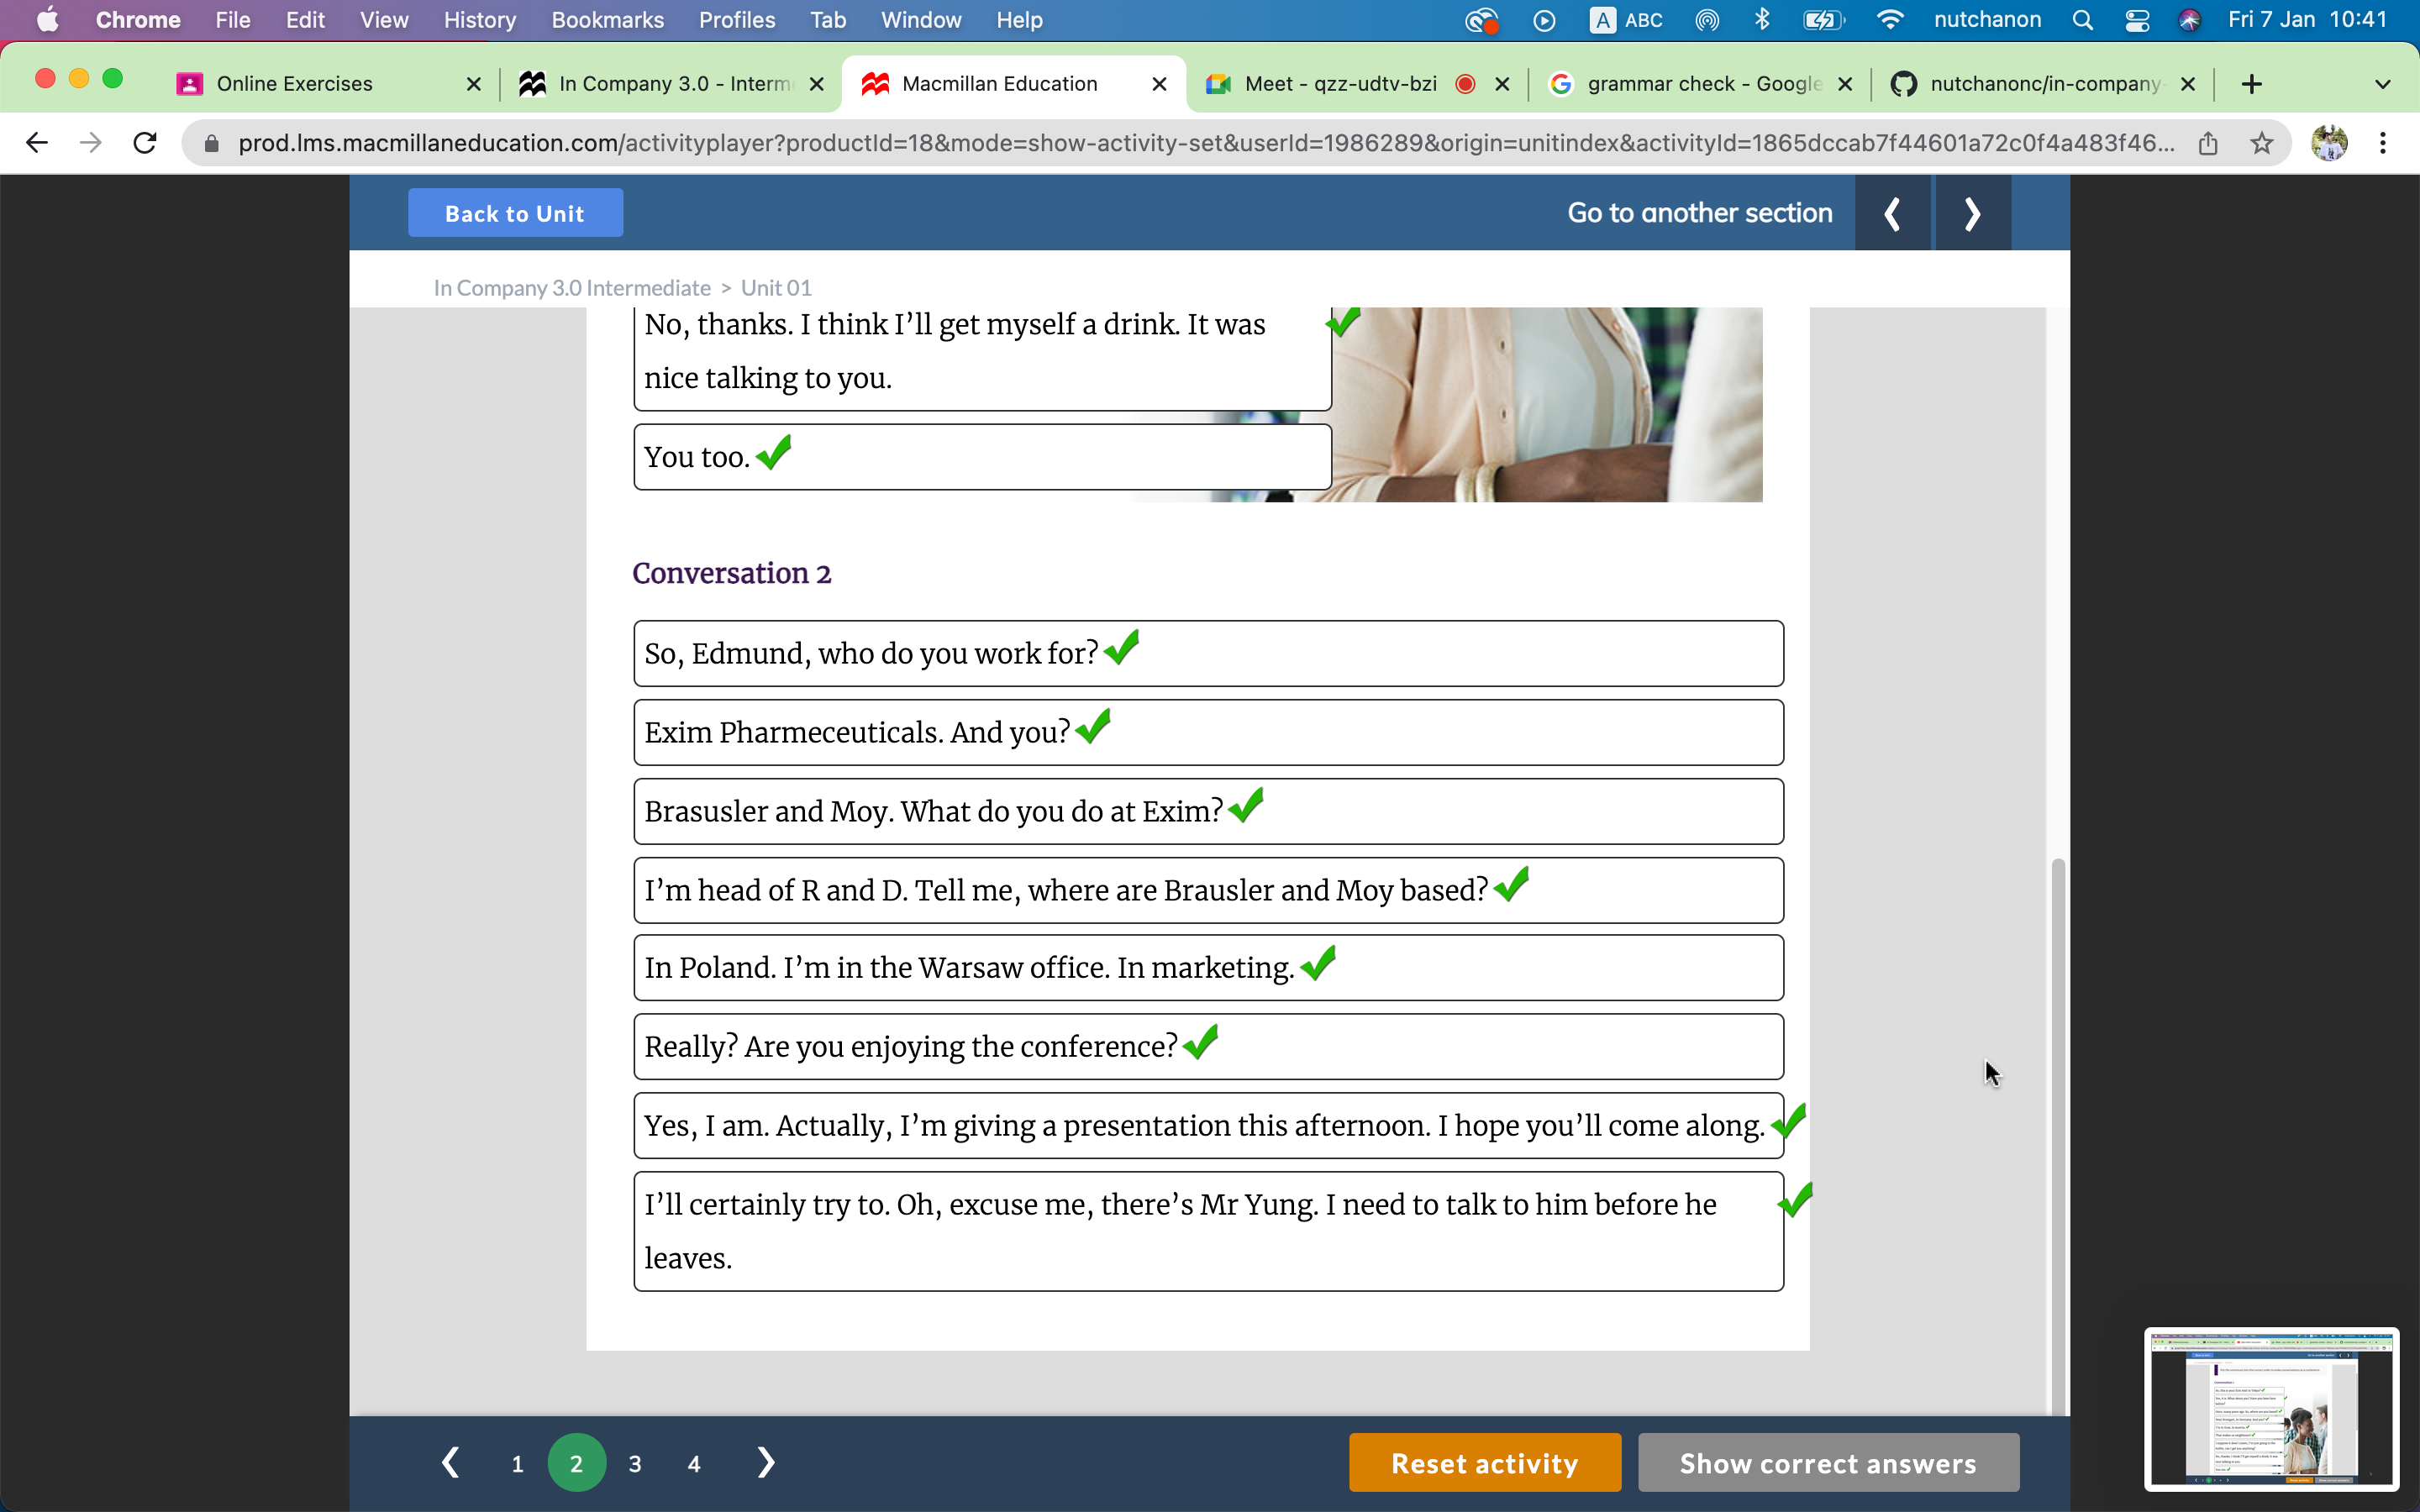 Chrome File Edit View History Bookmarks Profiles Tab Window Help A ABC nutchanon Fri 7 Jan 10:41
Online Exercises In Company 3.0 - Interm Macmillan Education Meet - qzz-udtv-bzi grammar check - Google nutchanonc/in-company-
prod.lms.macmillaneducation.com/activityplayer?productId=18&mode=show-activity-set&userId=1986289&origin=unitindex&activityId=1865dccab7f44601a72c0f4a483f46...
Back to Unit Go to another section
In Company 3.0 Intermediate > Unit 01
No, thanks. I think I’ll get myself a drink. It was
nice talking to you.
You too.
Conversation 2
So, Edmund, who do you work for?
Exim Pharmeceuticals. And you?
Brasusler and Moy. What do you do at Exim?
I’m head of R and D. Tell me, where are Brausler and Moy based?
In Poland. I’m in the Warsaw office. In marketing.
Really? Are you enjoying the conference?
Yes, I am. Actually, I’m giving a presentation this afternoon. I hope you’ll come along.
I’ll certainly try to. Oh, excuse me, there’s Mr Yung. I need to talk to him before he
leaves.
1 2 3 4 Reset activity Show correct answers